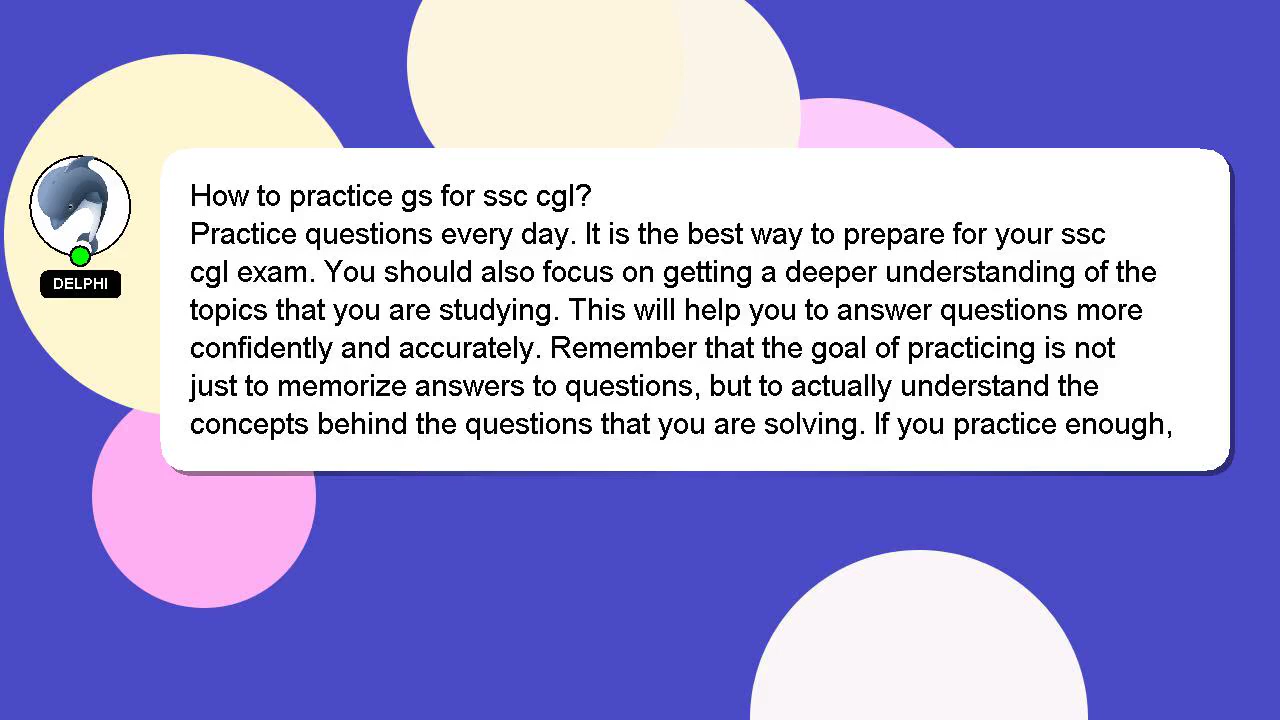 How to practice gs for ssc cgl?
Practice questions every day. It is the best way to prepare for your ssc
cgl exam. You should also focus on getting a deeper understanding of the
topics that you are studying. This will help you to answer questions more
confidently and accurately. Remember that the goal of practicing is not
just to memorize answers to questions, but to actually understand the
concepts behind the questions that you are solving. If you practice enough,
DELPHI